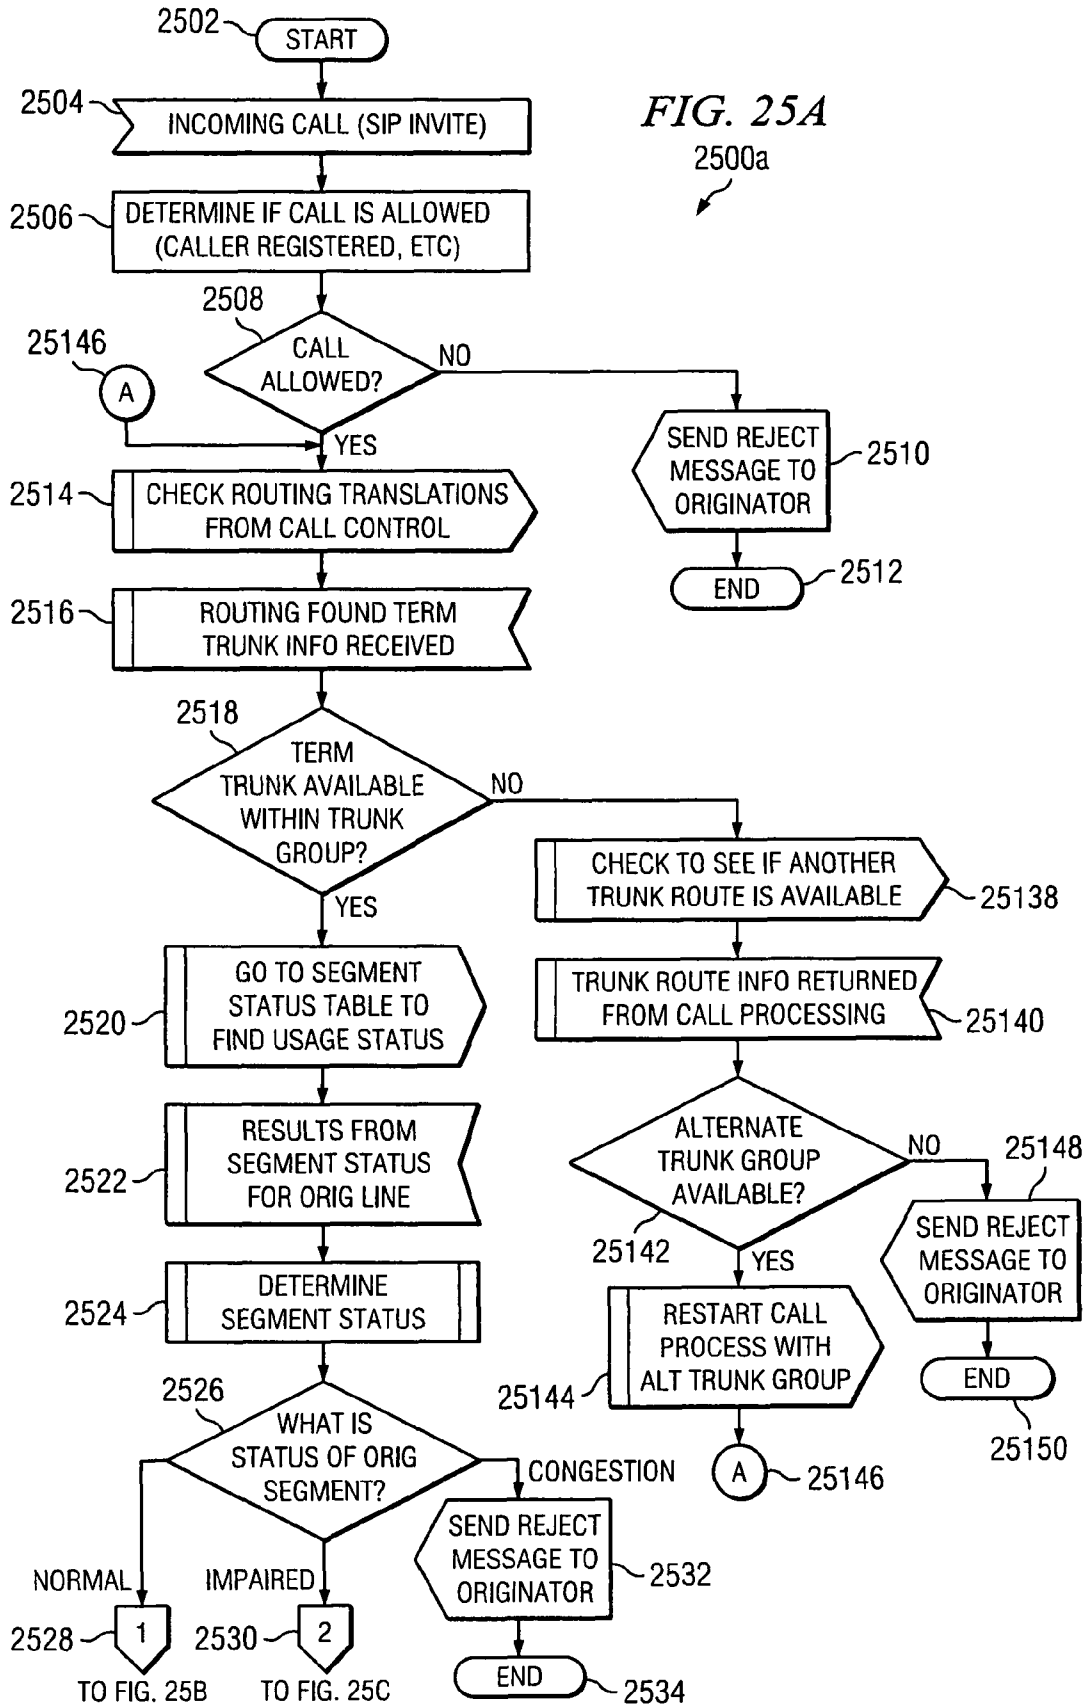 2502
START
2504
INCOMING CALL (SIP INVITE)
FIG. 25A
2500a
2506
DETERMINE IF CALL IS ALLOWED
(CALLER REGISTERED, ETC)
2508
CALL
ALLOWED?
NO
YES
25146
A
SEND REJECT
MESSAGE TO
ORIGINATOR
2510
END
2512
2514
CHECK ROUTING TRANSLATIONS
FROM CALL CONTROL
2516
ROUTING FOUND TERM
TRUNK INFO RECEIVED
2518
TERM
TRUNK AVAILABLE
WITHIN TRUNK
GROUP?
NO
YES
CHECK TO SEE IF ANOTHER
TRUNK ROUTE IS AVAILABLE
25138
2520
GO TO SEGMENT
STATUS TABLE TO
FIND USAGE STATUS
TRUNK ROUTE INFO RETURNED
FROM CALL PROCESSING
25140
2522
RESULTS FROM
SEGMENT STATUS
FOR ORIG LINE
ALTERNATE
TRUNK GROUP
AVAILABLE?
25142
NO
YES
25148
SEND REJECT
MESSAGE TO
ORIGINATOR
END
25150
2524
DETERMINE
SEGMENT STATUS
25144
RESTART CALL
PROCESS WITH
ALT TRUNK GROUP
A
25146
2526
WHAT IS
STATUS OF ORIG
SEGMENT?
CONGESTION
SEND REJECT
MESSAGE TO
ORIGINATOR
2532
END
2534
NORMAL
2528
1
TO FIG. 25B
IMPAIRED
2530
2
TO FIG. 25C